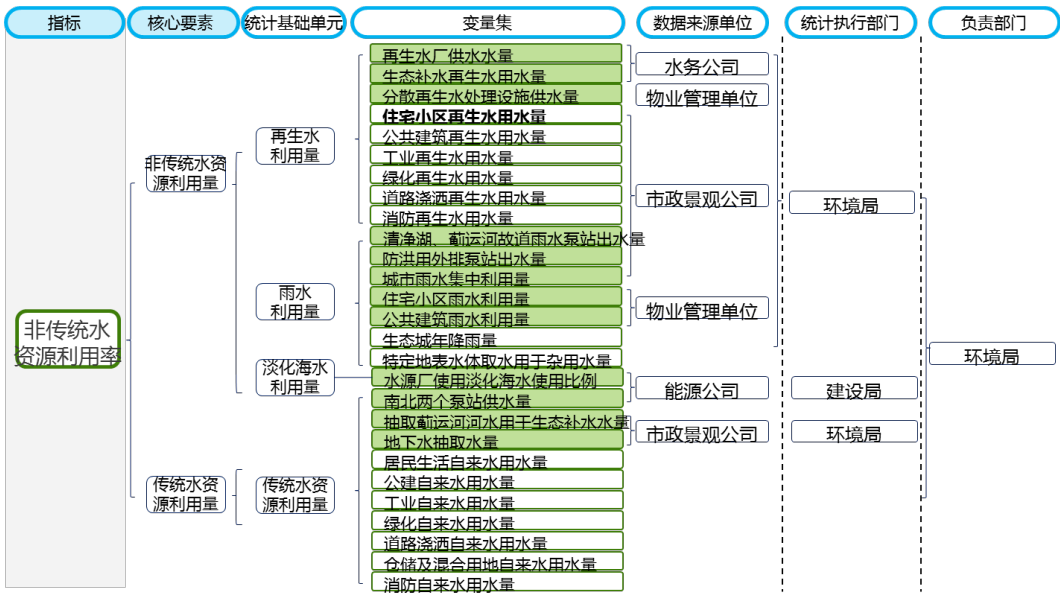 指标
核心要素
统计基础单元
变量集
数据来源单位
统计执行部门
负责部门
非传统水
资源利用率
非传统水资
源利用量
传统水资
源利用量
再生水
利用量
雨水
利用量
淡化海水
利用量
传统水资
源利用量
再生水厂供水水量
生态补水再生水用水量
分散再生水处理设施供水量
住宅小区再生水用水量
公共建筑再生水用水量
工业再生水用水量
绿化再生水用水量
道路浇洒再生水用水量
消防再生水用水量
清净湖、蓟运河故道雨水泵站出水量
防洪用外排泵站出水量
城市雨水集中利用量
住宅小区雨水利用量
公共建筑雨水利用量
生态城年降雨量
特定地表水体取水用于杂用水量
水源厂使用淡化海水使用比例
南北两个泵站供水量
抽取蓟运河河水用于生态补水水量
地下水抽取水量
居民生活自来水用水量
公建自来水用水量
工业自来水用水量
绿化自来水用水量
道路浇洒自来水用水量
仓储及混合用地自来水用水量
消防自来水用水量
水务公司
物业管理单位
市政景观公司
物业管理单位
能源公司
市政景观公司
环境局
建设局
环境局
环境局